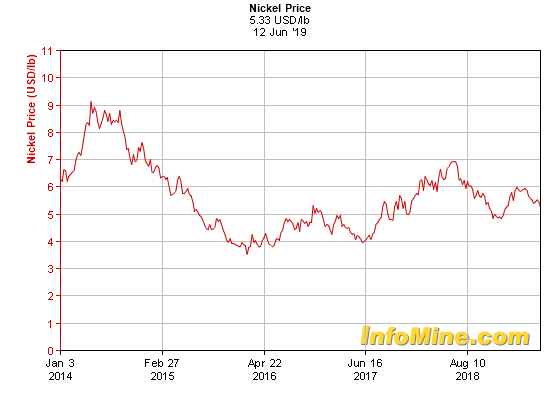 Nickel Price
5.33 USD/lb
12 Jun '19
Nickel Price (USD/lb)
11
10
9
8
7
6
5
4
3
2
1
0
Jan 3 Feb 27 Apr 22 Jun 16 Aug 10
2014 2015 2016 2017 2018
InfoMine.com